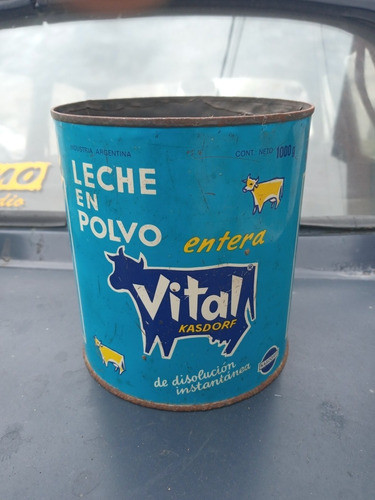 INDUSTRIA ARGENTINA
CONT. NETO 1000 g
LECHE
EN
POLVO
entera
Vital
KASDORF
de disolución
instantánea